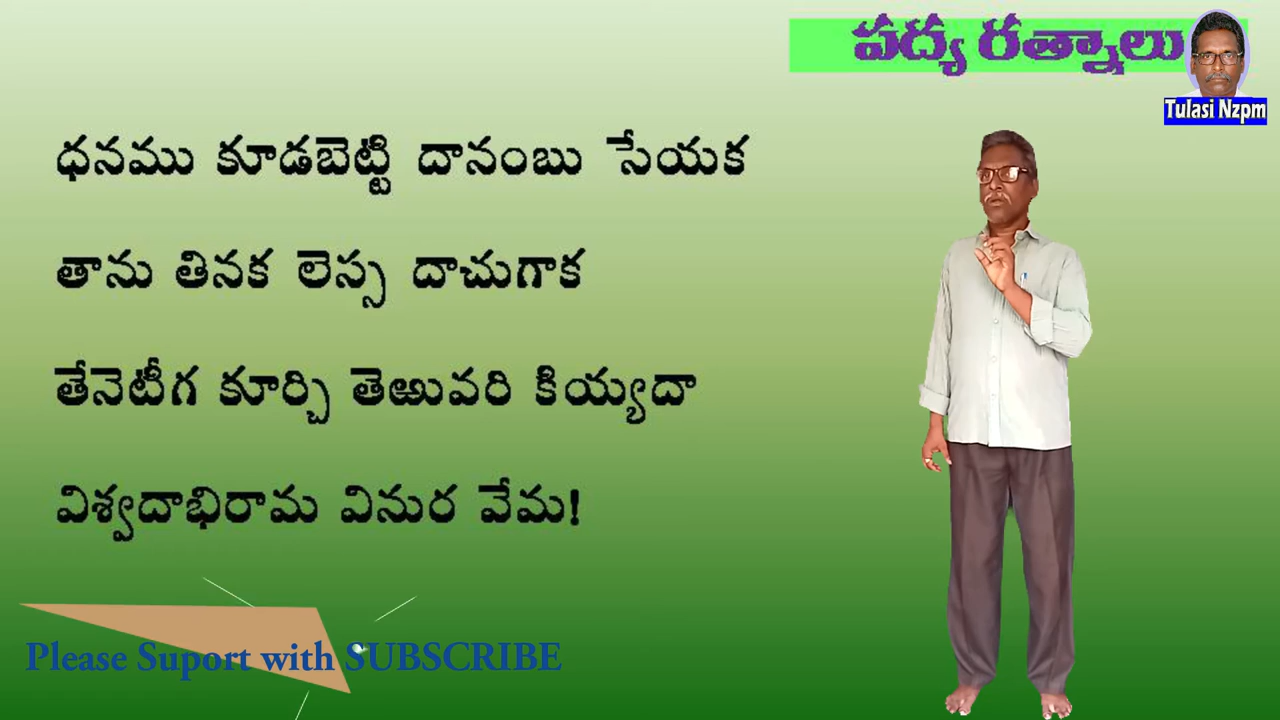 పద్య రత్నాలు
Tulasi Nzpm
ధనము కూడబెట్టి దానంబు సేయక
తాను తినక లెస్స దాచుగాక
తేనెటీగ కూర్చి తెఱువరి కియ్యదా
విశ్వదాభిరామ వినుర వేమ!
Please Suport with SUBSCRIBE